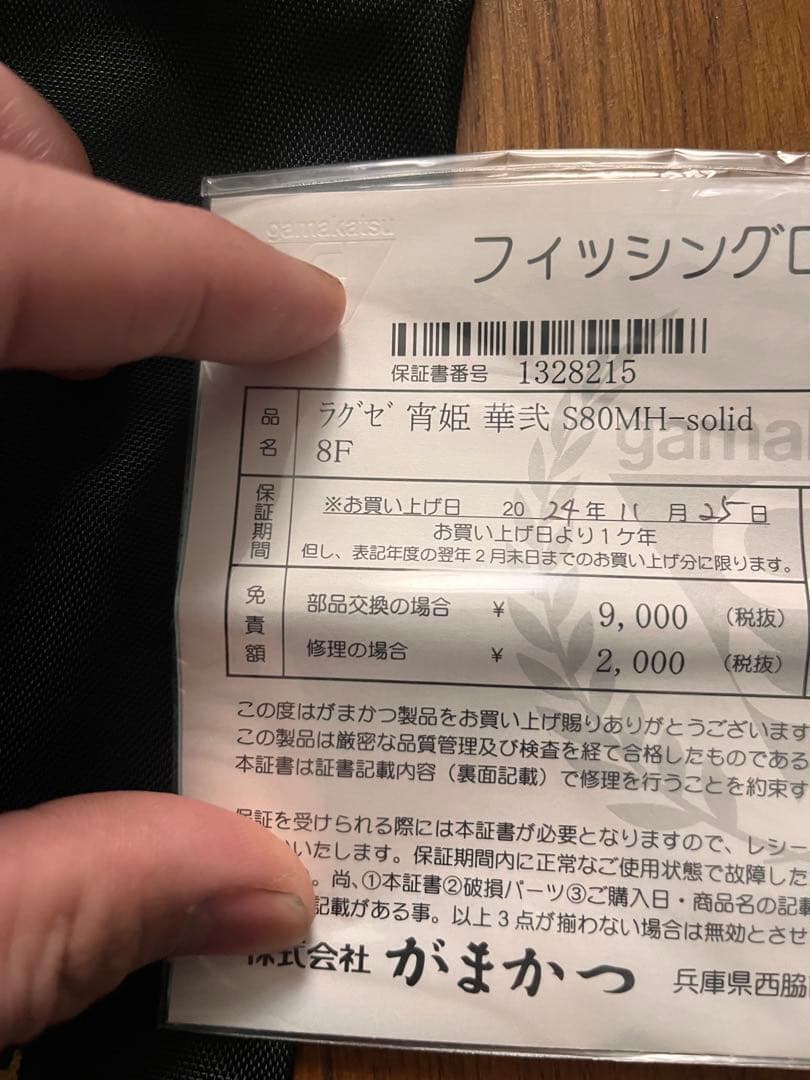 gamakatsu
フィッシングロ
保証書番号 1328215
品名 ﾗｸﾞｾﾞ 宵姫 華弐 S80MH-solid
8F
保証期間 ※お買い上げ日 2024年11月25日
お買い上げ日より1ケ年
但し、表記年度の翌年2月末日までのお買い上げ分に限ります。
免責額 部品交換の場合 ¥ 9,000 (税抜)
修理の場合 ¥ 2,000 (税抜)
gamak
この度はがまかつ製品をお買い上げ賜りありがとうございます
この製品は厳密な品質管理及び検査を経て合格したものである
本証書は証書記載内容(裏面記載)で修理を行うことを約束す
保証を受けられる際には本証書が必要となりますので、レシー
いいたします。保証期間内に正常なご使用状態で故障した
。尚、①本証書②破損パーツ③ご購入日・商品名の記載
記載がある事。以上3点が揃わない場合は無効とさせ
株式会社 がまかつ 兵庫県西脇